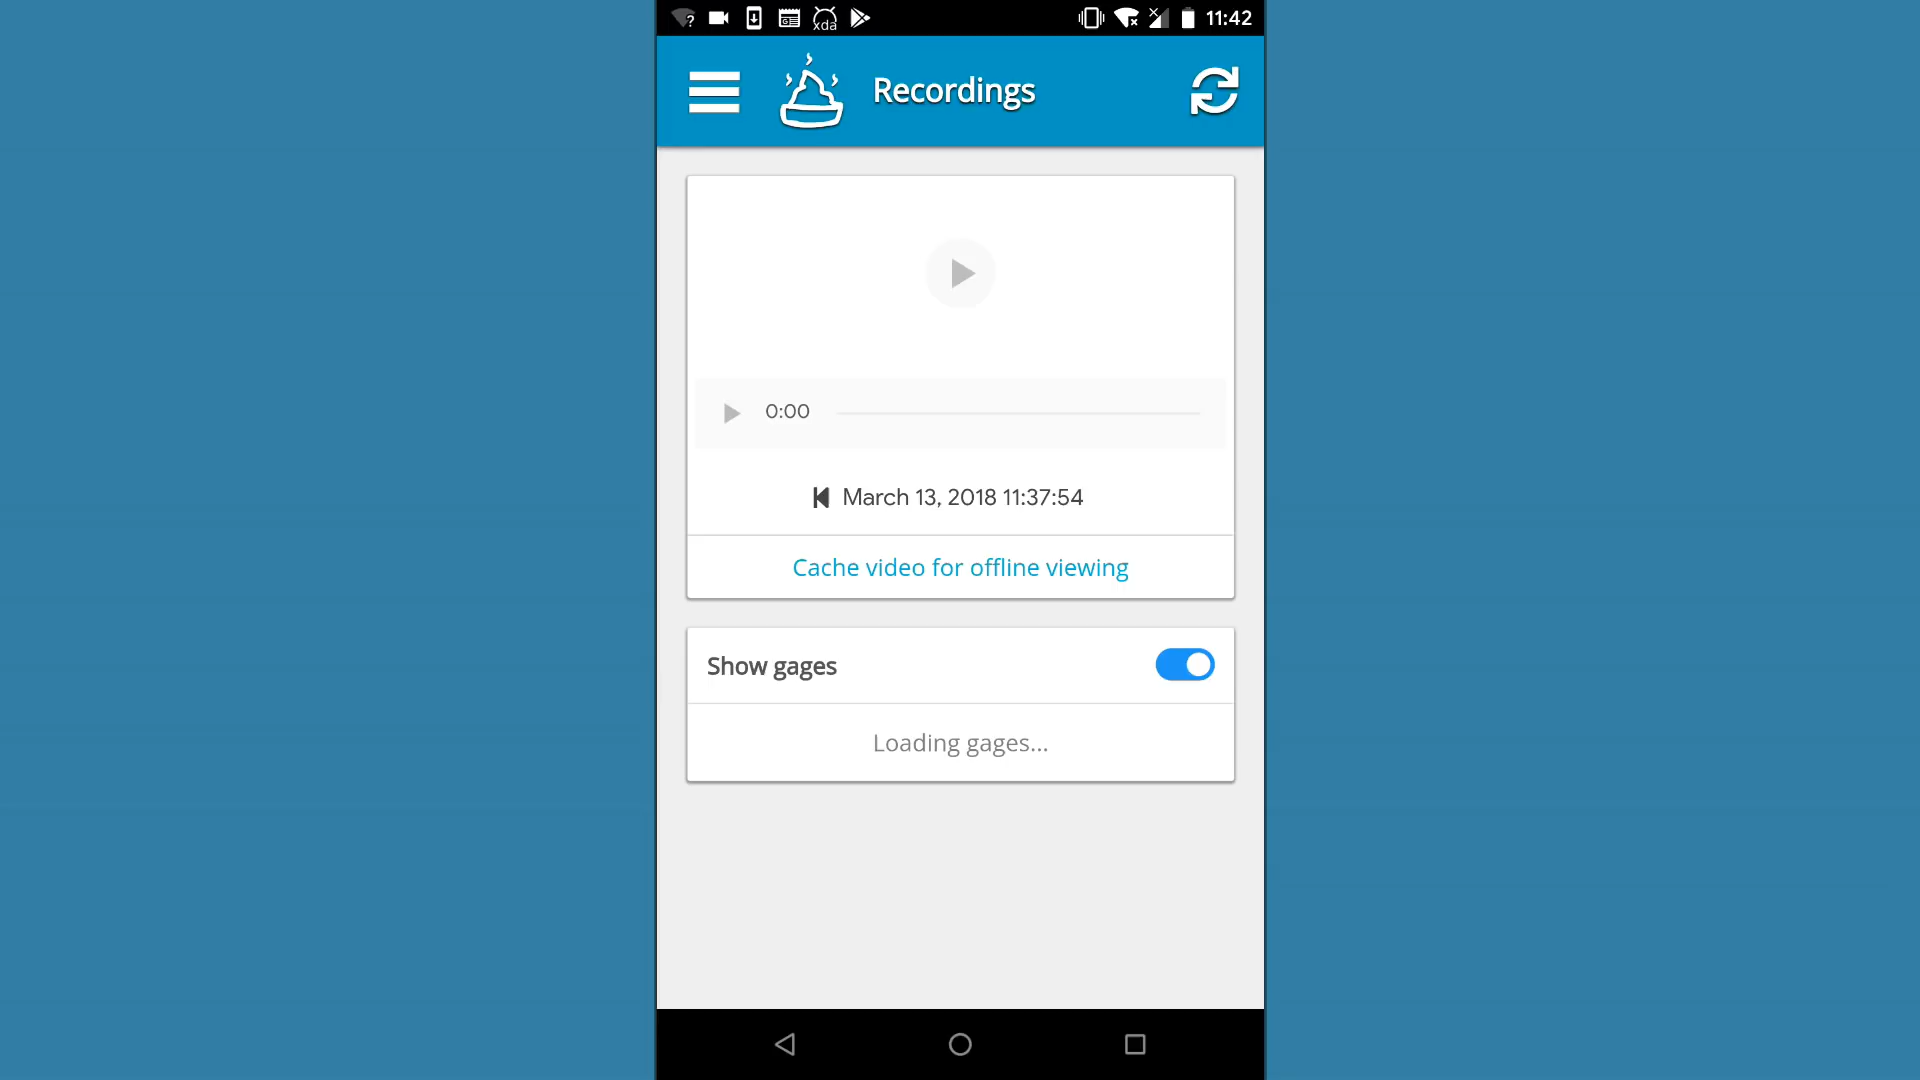 xda
11:42
Recordings
0:00
March 13, 2018 11:37:54
Cache video for offline viewing
Show gages
Loading gages...